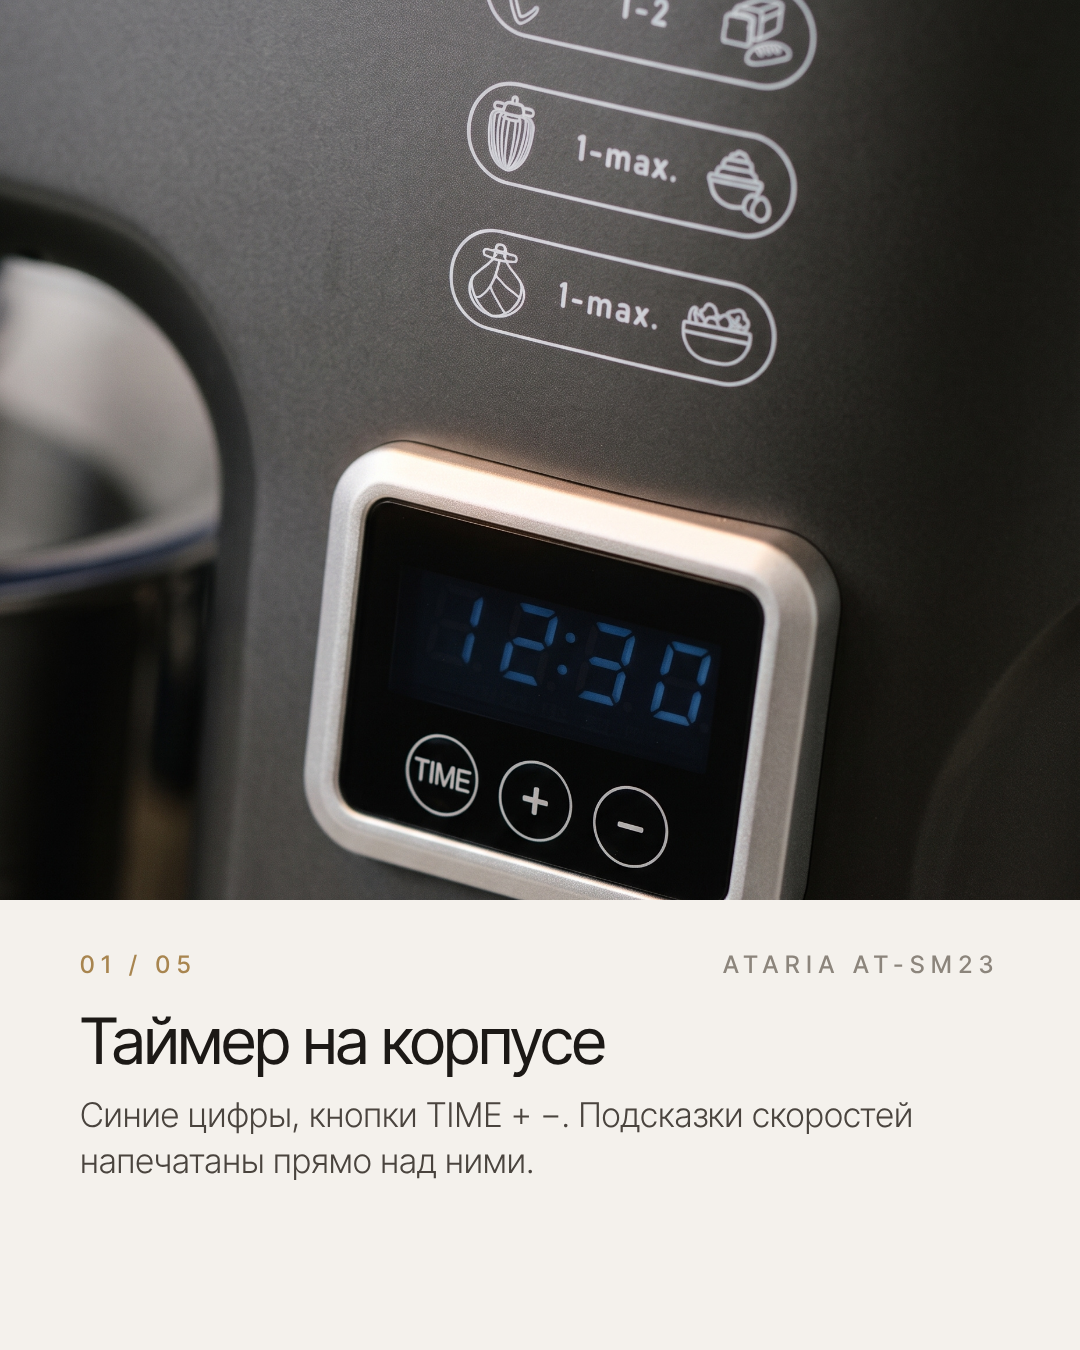 1-2
1-max.
1-max.
12:30
TIME + −
01 / 05
ATARIA AT-SM23
Таймер на корпусе
Синие цифры, кнопки TIME + −. Подсказки скоростей
напечатаны прямо над ними.